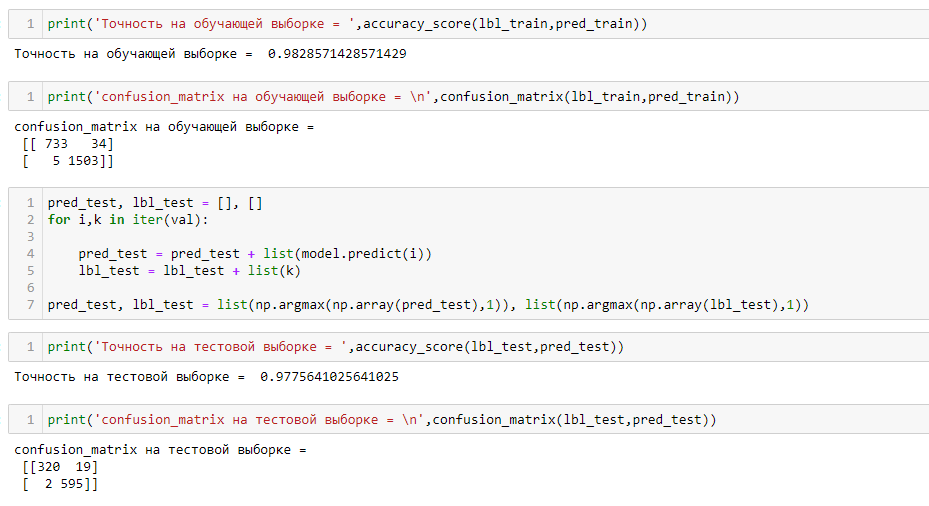 1 print('Точность на обучающей выборке = ',accuracy_score(lbl_train,pred_train))
Точность на обучающей выборке =  0.9828571428571429
1 print('confusion_matrix на обучающей выборке = \n',confusion_matrix(lbl_train,pred_train))
confusion_matrix на обучающей выборке =
[[ 733   34]
[   5 1503]]
1 pred_test, lbl_test = [], []
2 for i,k in iter(val):
3
4     pred_test = pred_test + list(model.predict(i))
5     lbl_test = lbl_test + list(k)
6
7 pred_test, lbl_test = list(np.argmax(np.array(pred_test),1)), list(np.argmax(np.array(lbl_test),1))
1 print('Точность на тестовой выборке = ',accuracy_score(lbl_test,pred_test))
Точность на тестовой выборке =  0.9775641025641025
1 print('confusion_matrix на тестовой выборке = \n',confusion_matrix(lbl_test,pred_test))
confusion_matrix на тестовой выборке =
[[320  19]
[  2 595]]